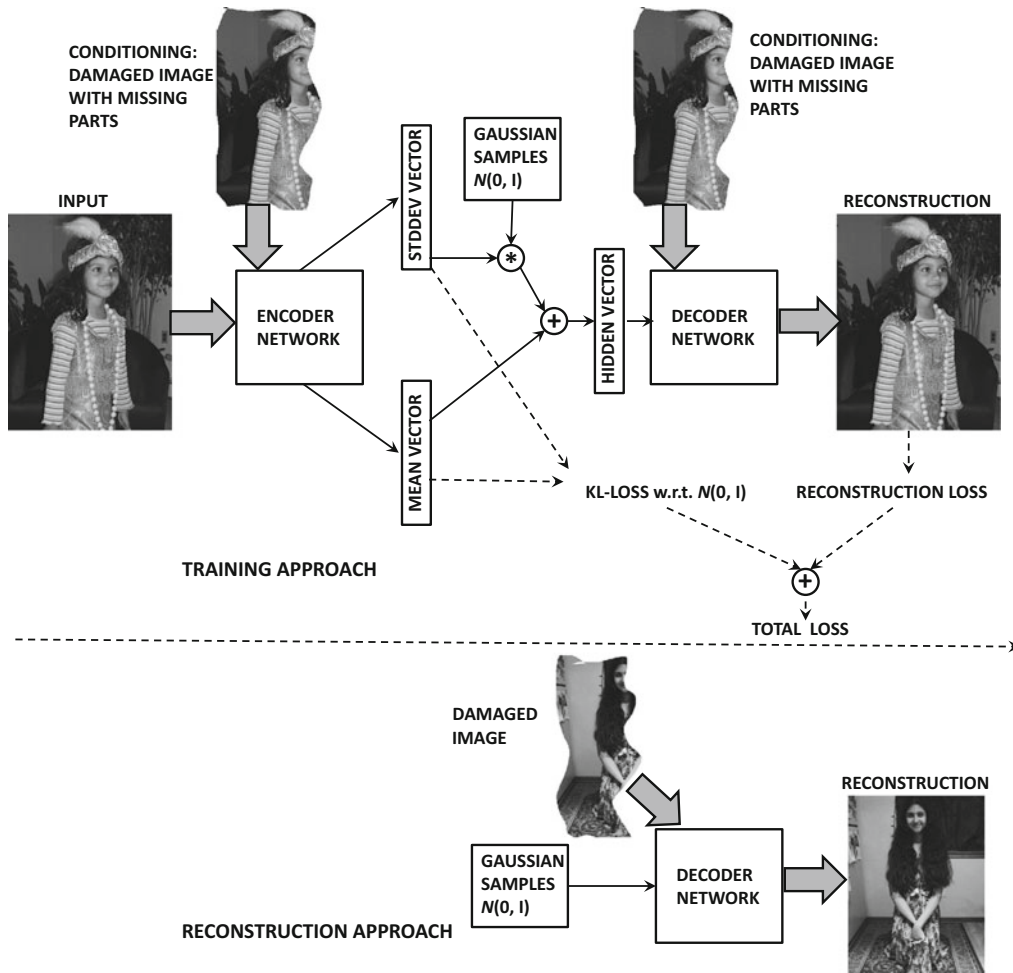 CONDITIONING:
DAMAGED IMAGE
WITH MISSING
PARTS
CONDITIONING:
DAMAGED IMAGE
WITH MISSING
PARTS
INPUT
ENCODER
NETWORK
STDDEV VECTOR
GAUSSIAN
SAMPLES
N(0, I)
*
+
MEAN VECTOR
HIDDEN VECTOR
DECODER
NETWORK
RECONSTRUCTION
KL-LOSS w.r.t. N(0, I)
RECONSTRUCTION LOSS
+
TOTAL LOSS
TRAINING APPROACH
DAMAGED
IMAGE
GAUSSIAN
SAMPLES
N(0, I)
DECODER
NETWORK
RECONSTRUCTION
RECONSTRUCTION APPROACH